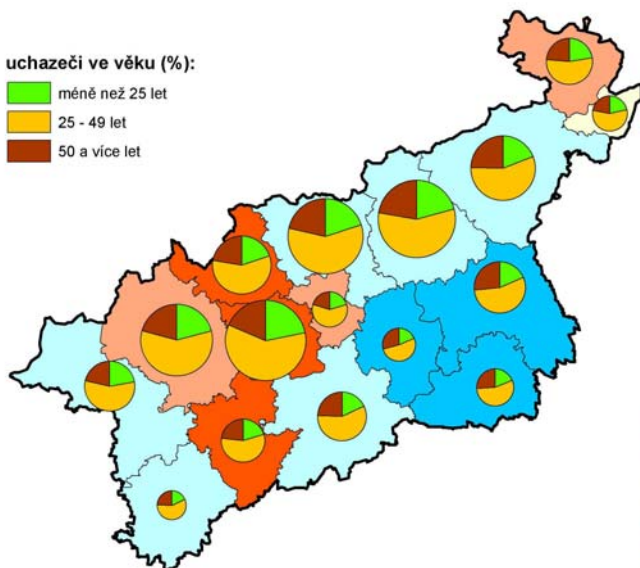 uchazeči ve věku (%):
méně než 25 let
25 - 49 let
50 a více let